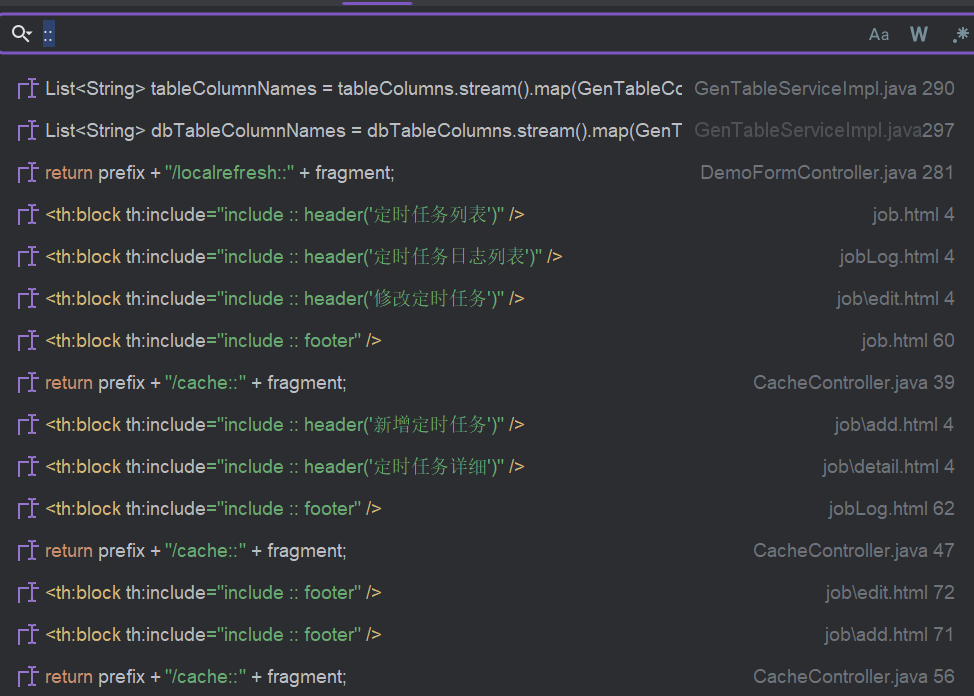 :: Aa W .*
List<String> tableColumnNames = tableColumns.stream().map(GenTableCc GenTableServiceImpl.java 290
List<String> dbTableColumnNames = dbTableColumns.stream().map(GenT GenTableServiceImpl.java 297
return prefix + "/localrefresh::" + fragment; DemoFormController.java 281
<th:block th:include="include :: header('定时任务列表')" /> job.html 4
<th:block th:include="include :: header('定时任务日志列表')" /> jobLog.html 4
<th:block th:include="include :: header('修改定时任务')" /> job\edit.html 4
<th:block th:include="include :: footer" /> job.html 60
return prefix + "/cache::" + fragment; CacheController.java 39
<th:block th:include="include :: header('新增定时任务')" /> job\add.html 4
<th:block th:include="include :: header('定时任务详细')" /> job\detail.html 4
<th:block th:include="include :: footer" /> jobLog.html 62
return prefix + "/cache::" + fragment; CacheController.java 47
<th:block th:include="include :: footer" /> job\edit.html 72
<th:block th:include="include :: footer" /> job\add.html 71
return prefix + "/cache::" + fragment; CacheController.java 56